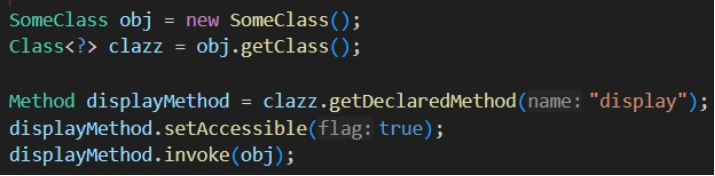 SomeClass obj = new SomeClass();
Class<?> clazz = obj.getClass();
Method displayMethod = clazz.getDeclaredMethod(name: "display");
displayMethod.setAccessible(flag: true);
displayMethod.invoke(obj);